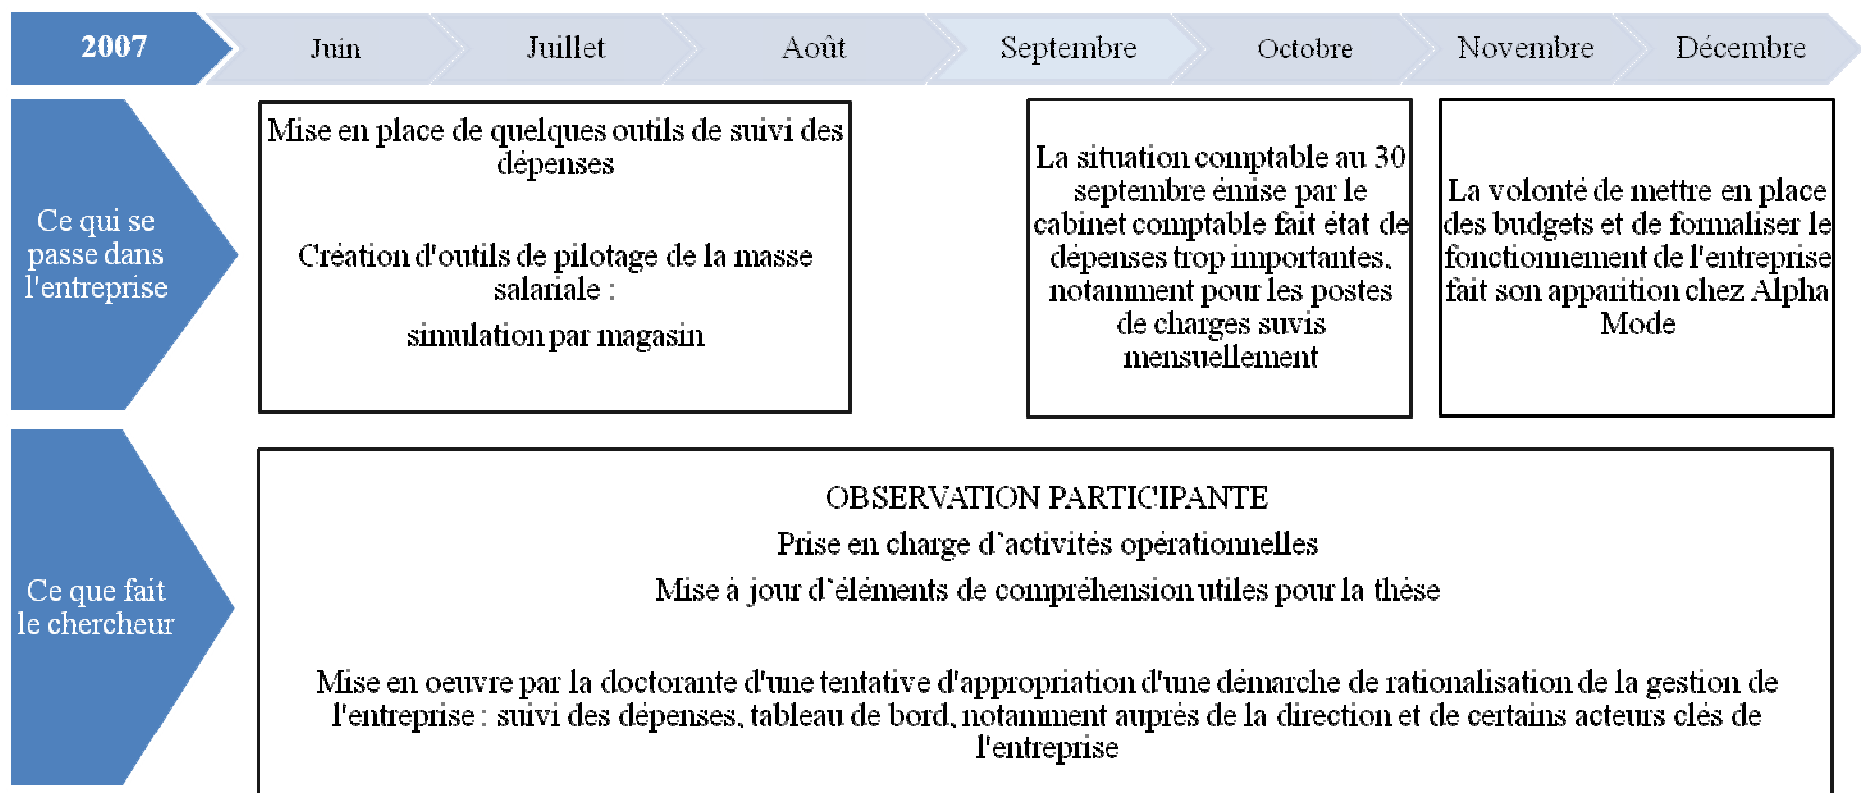 2007
Juin
Juillet
Août
Septembre
Octobre
Novembre
Décembre
Ce qui se
passe dans
l'entreprise
Mise en place de quelques outils de suivi des
dépenses
Création d'outils de pilotage de la masse
salariale :
simulation par magasin
La situation comptable au 30
septembre émise par le
cabinet comptable fait état de
dépenses trop importantes,
notamment pour les postes
de charges suvis
mensuellement
La volonté de mettre en place
des budgets et de formaliser le
fonctionnement de l'entreprise
fait son apparition chez Alpha
Mode
Ce que fait
le chercheur
OBSERVATION PARTICIPANTE
Prise en charge d`activités opérationnelles
Mise à jour d`éléments de compréhension utiles pour la thèse
Mise en oeuvre par la doctorante d'une tentative d'appropriation d'une démarche de rationalisation de la gestion de
l'entreprise : suivi des dépenses, tableau de bord, notamment auprès de la direction et de certains acteurs clés de
l'entreprise